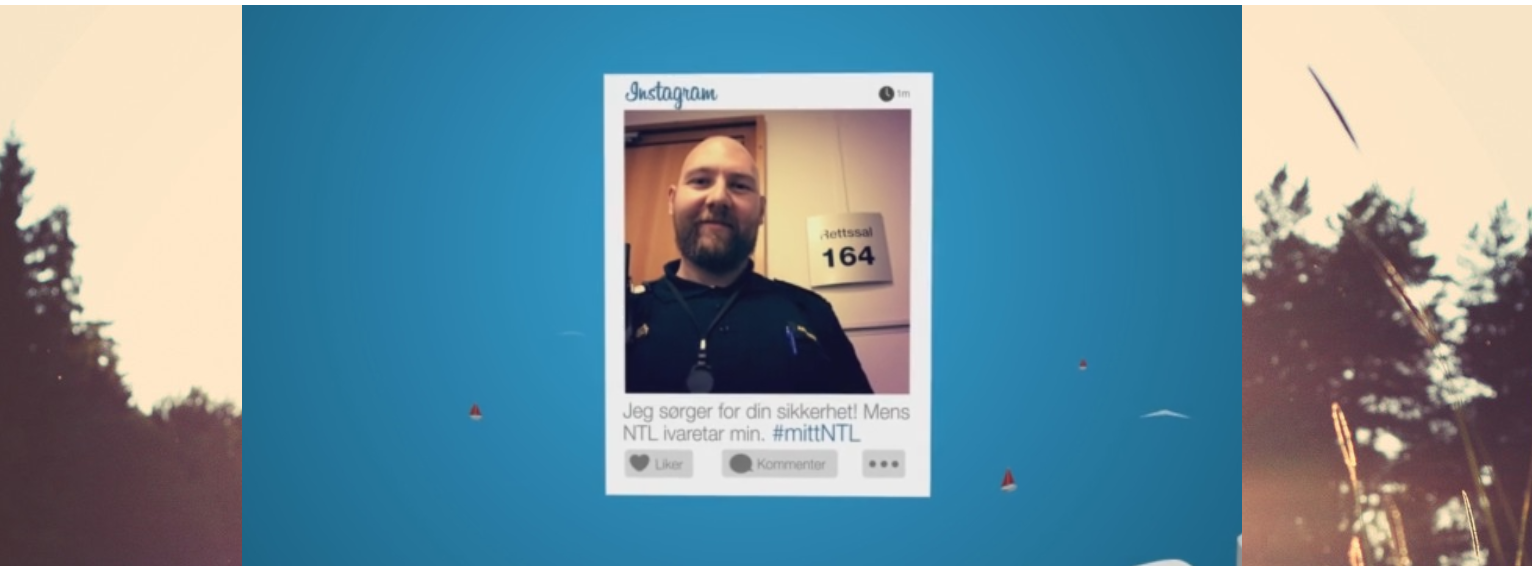 Instagram
1m
Rettssal
164
Jeg sørger for din sikkerhet! Mens
NTL ivaretar min. #mittNTL
Liker
Kommenter